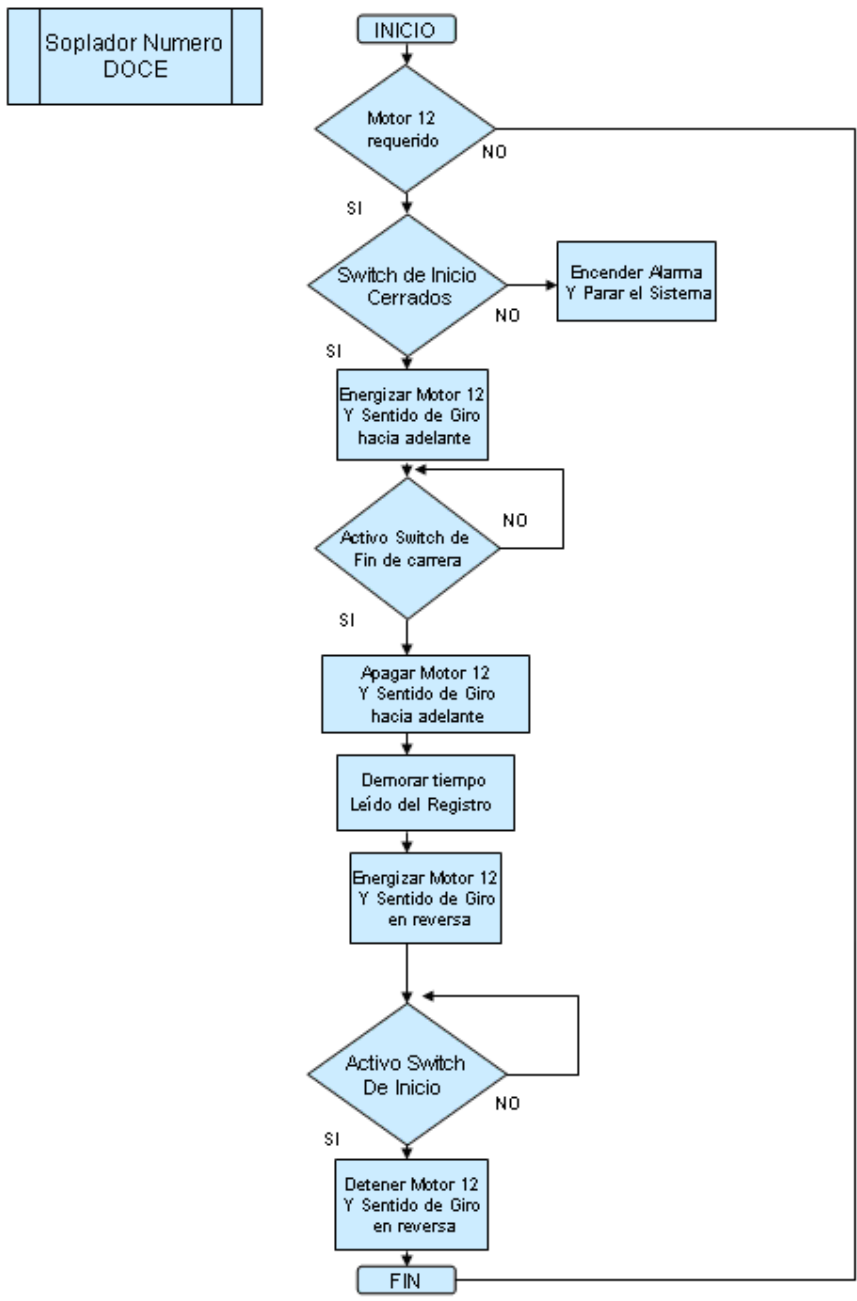 Soplador Numero
DOCE
INICIO
Motor 12
requerido
NO
SI
Switch de Inicio
Cerrados
NO
Encender Alarma
Y Parar el Sistema
SI
Energizar Motor 12
Y Sentido de Giro
hacia adelante
NO
Activo Switch de
Fin de carrera
SI
Apagar Motor 12
Y Sentido de Giro
hacia adelante
Demorar tiempo
Leído del Registro
Energizar Motor 12
Y Sentido de Giro
en reversa
Activo Switch
De Inicio
NO
SI
Detener Motor 12
Y Sentido de Giro
en reversa
FIN